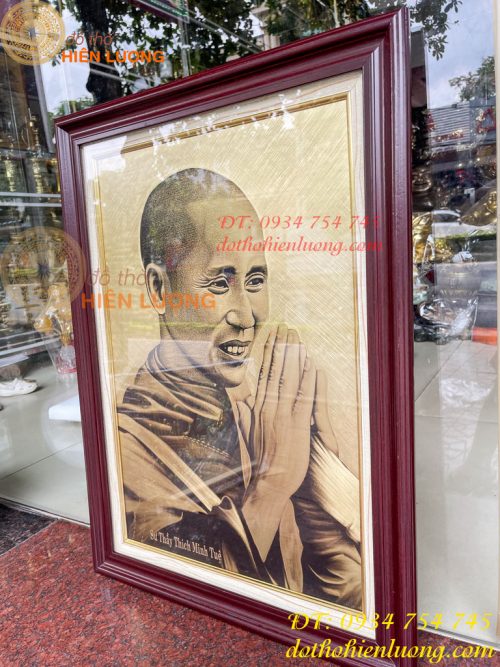 đồ thờ
HIỀN LƯƠNG
ĐT: 0934 754 745
dothohienluong.com
đồ thờ
HIỀN LƯƠNG
Sư Thầy Thích Minh Tuệ
ĐT: 0934 754 745
dothohienluong.com